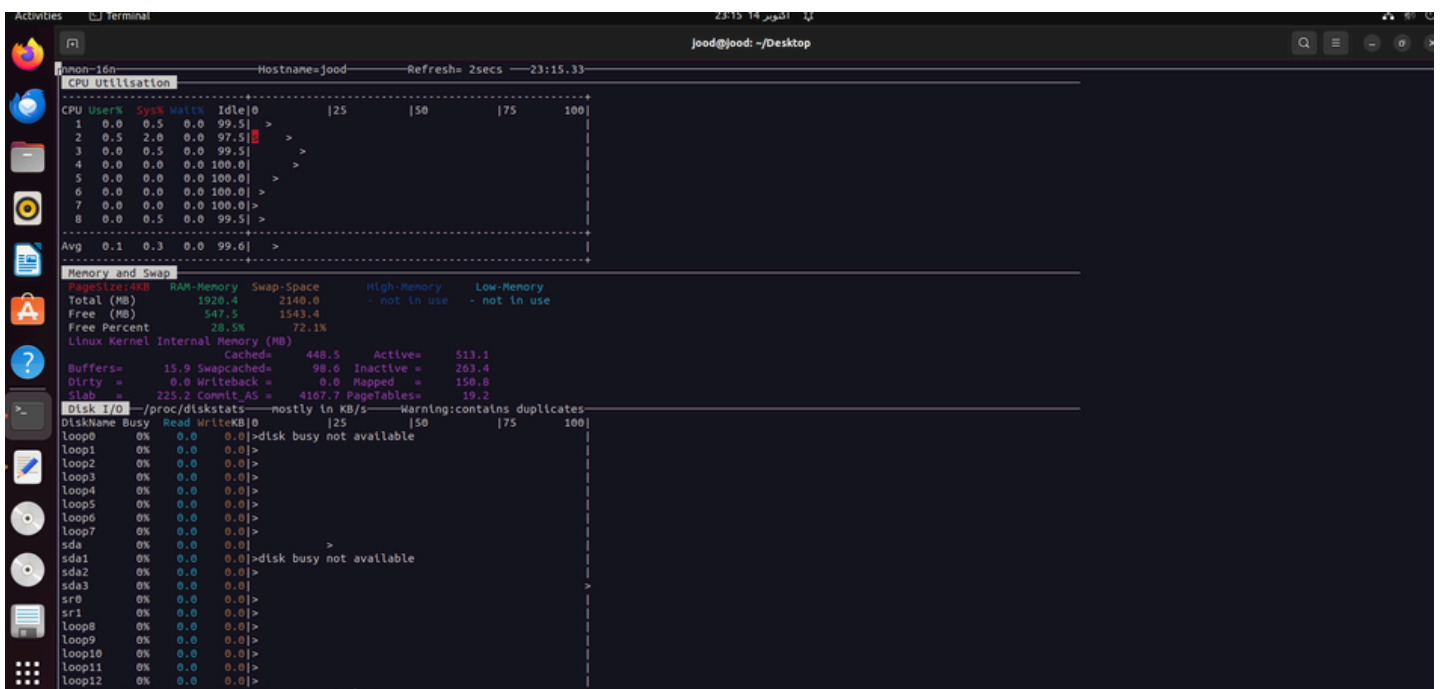 Activities Terminal 23:15 14 اكتوبر
jood@jood: ~/Desktop
nmon-16n Hostname=jood Refresh= 2secs 23:15.33
CPU Utilisation
CPU User% Sys% Wait% Idle|0 |25 |50 |75 100|
1 0.0 0.5 0.0 99.5| >
2 0.5 2.0 0.0 97.5|s >
3 0.0 0.5 0.0 99.5| >
4 0.0 0.0 0.0 100.0| >
5 0.0 0.0 0.0 100.0| >
6 0.0 0.0 0.0 100.0| >
7 0.0 0.0 0.0 100.0|>
8 0.0 0.5 0.0 99.5| >
Avg 0.1 0.3 0.0 99.6| >
Memory and Swap
PageSize:4KB RAM-Memory Swap-Space High-Memory Low-Memory
Total (MB) 1920.4 2140.0 - not in use - not in use
Free (MB) 547.5 1543.4
Free Percent 28.5% 72.1%
Linux Kernel Internal Memory (MB)
Cached= 448.5 Active= 513.1
Buffers= 15.9 Swapcached= 98.6 Inactive = 263.4
Dirty = 0.0 Writeback = 0.0 Mapped = 150.8
Slab = 225.2 Commit_AS = 4167.7 PageTables= 19.2
Disk I/O /proc/diskstats mostly in KB/s Warning:contains duplicates
DiskName Busy Read WriteKB|0 |25 |50 |75 100|
loop0 0% 0.0 0.0|>disk busy not available
loop1 0% 0.0 0.0|>
loop2 0% 0.0 0.0|>
loop3 0% 0.0 0.0|>
loop4 0% 0.0 0.0|>
loop5 0% 0.0 0.0|>
loop6 0% 0.0 0.0|>
loop7 0% 0.0 0.0|>
sda 0% 0.0 0.0| >
sda1 0% 0.0 0.0|>disk busy not available
sda2 0% 0.0 0.0|>
sda3 0% 0.0 0.0| >
sr0 0% 0.0 0.0|>
sr1 0% 0.0 0.0|>
loop8 0% 0.0 0.0|>
loop9 0% 0.0 0.0|>
loop10 0% 0.0 0.0|>
loop11 0% 0.0 0.0|>
loop12 0% 0.0 0.0|>